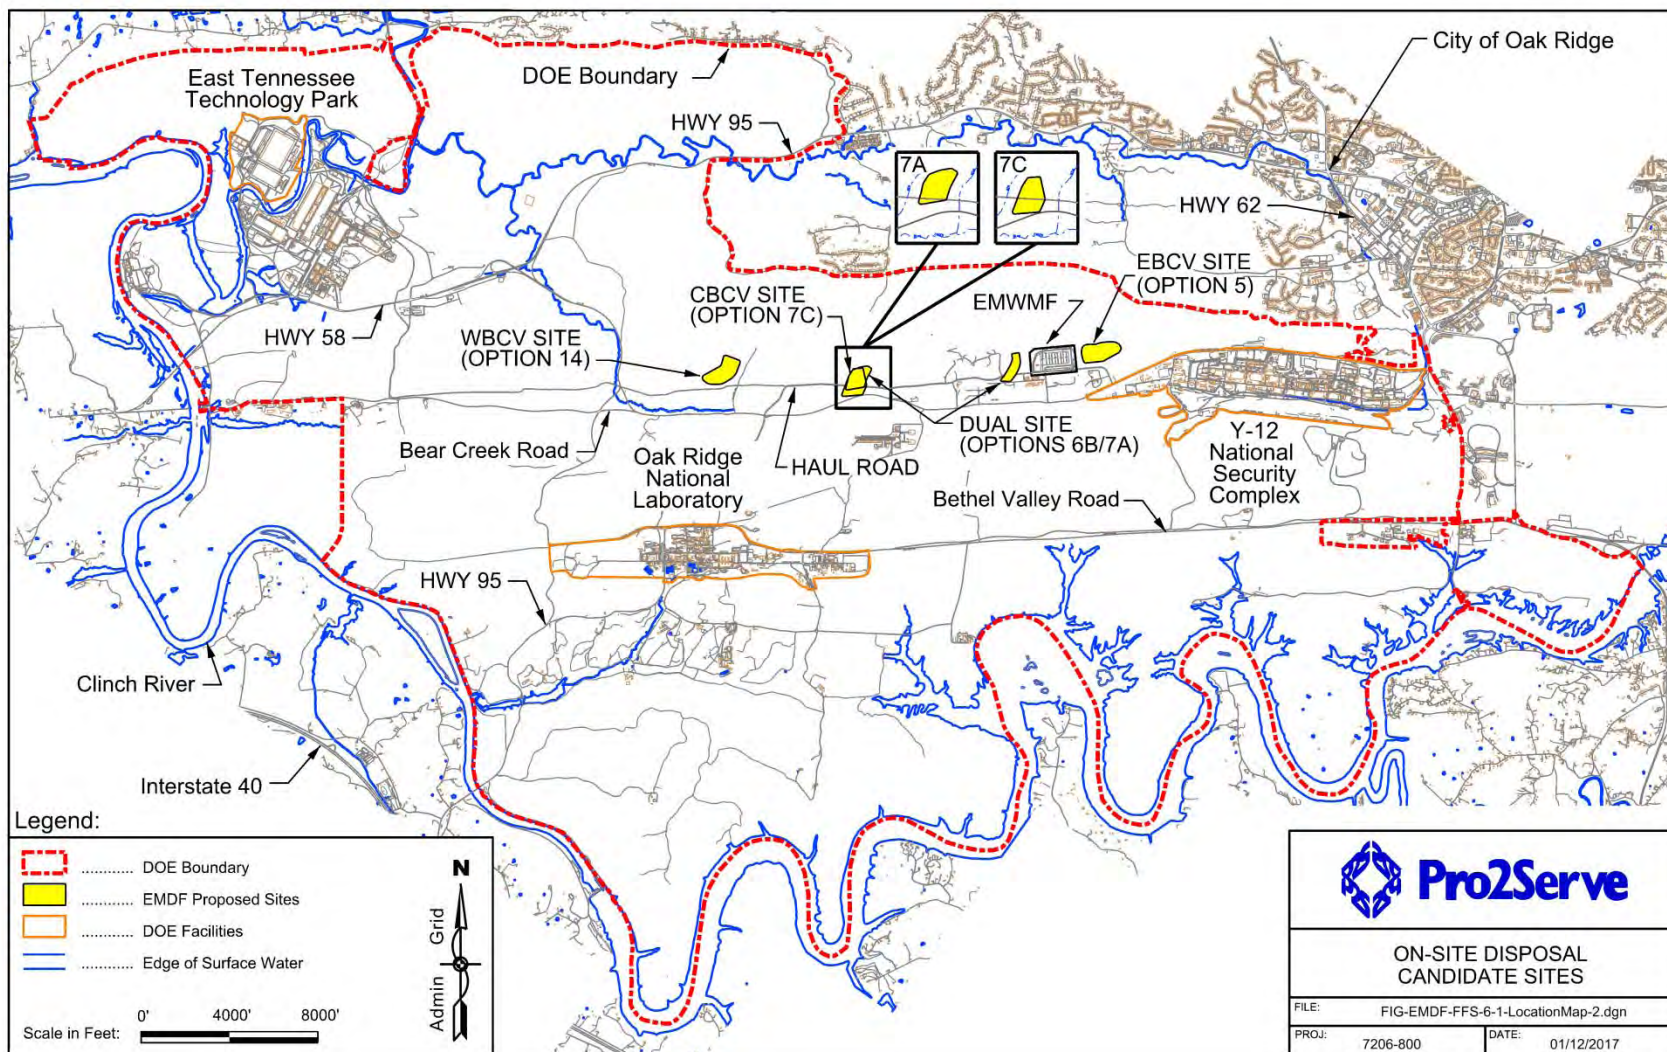 City of Oak Ridge
DOE Boundary
East Tennessee
Technology Park
HWY 95
7A
7C
HWY 62
EBCV SITE
(OPTION 5)
CBCV SITE
(OPTION 7C)
EMWMF
HWY 58
WBCV SITE
(OPTION 14)
DUAL SITE
(OPTIONS 6B/7A)
Bear Creek Road
HAUL ROAD
Oak Ridge
National
Laboratory
Y-12
National
Security
Complex
Bethel Valley Road
HWY 95
Clinch River
Interstate 40
Legend:
............ DOE Boundary
............ EMDF Proposed Sites
............ DOE Facilities
............ Edge of Surface Water
Scale in Feet: 0' 4000' 8000'
N
Admin Grid
Pro2Serve
ON-SITE DISPOSAL
CANDIDATE SITES
FILE: FIG-EMDF-FFS-6-1-LocationMap-2.dgn
PROJ: 7206-800 DATE: 01/12/2017